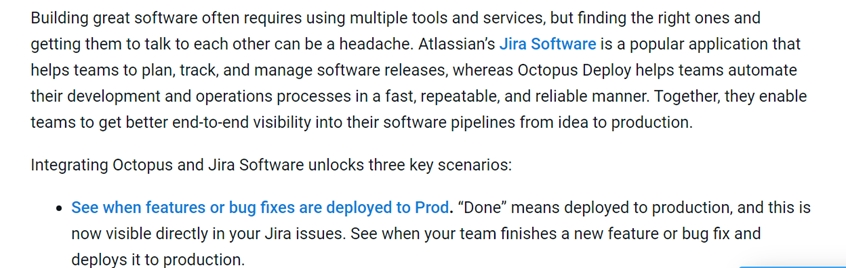 Building great software often requires using multiple tools and services, but finding the right ones and
getting them to talk to each other can be a headache. Atlassian’s Jira Software is a popular application that
helps teams to plan, track, and manage software releases, whereas Octopus Deploy helps teams automate
their development and operations processes in a fast, repeatable, and reliable manner. Together, they enable
teams to get better end-to-end visibility into their software pipelines from idea to production.
Integrating Octopus and Jira Software unlocks three key scenarios:
• See when features or bug fixes are deployed to Prod. “Done” means deployed to production, and this is
now visible directly in your Jira issues. See when your team finishes a new feature or bug fix and
deploys it to production.